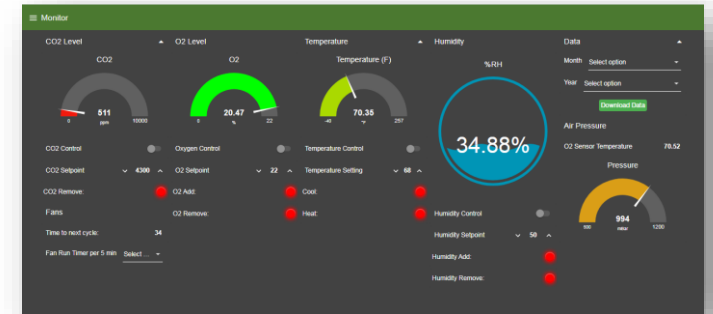 Monitor
CO2 Level
CO2
511
ppm
0
10000
CO2 Control
CO2 Setpoint
4300
CO2 Remove:
Fans
Time to next cycle:
34
Fan Run Timer per 5 min
Select ...
O2 Level
O2
20.47
%
22
Oxygen Control
O2 Setpoint
22
O2 Add:
O2 Remove:
Temperature
Temperature (F)
70.35
°F
-40
257
Temperature Control
Temperature Setting
68
Cool:
Heat:
Humidity
%RH
34.88%
Humidity Control
Humidity Setpoint
50
Humidity Add:
Humidity Remove:
Data
Month
Select option
Year
Select option
Download Data
Air Pressure
O2 Sensor Temperature
70.52
Pressure
994
mbar
1200